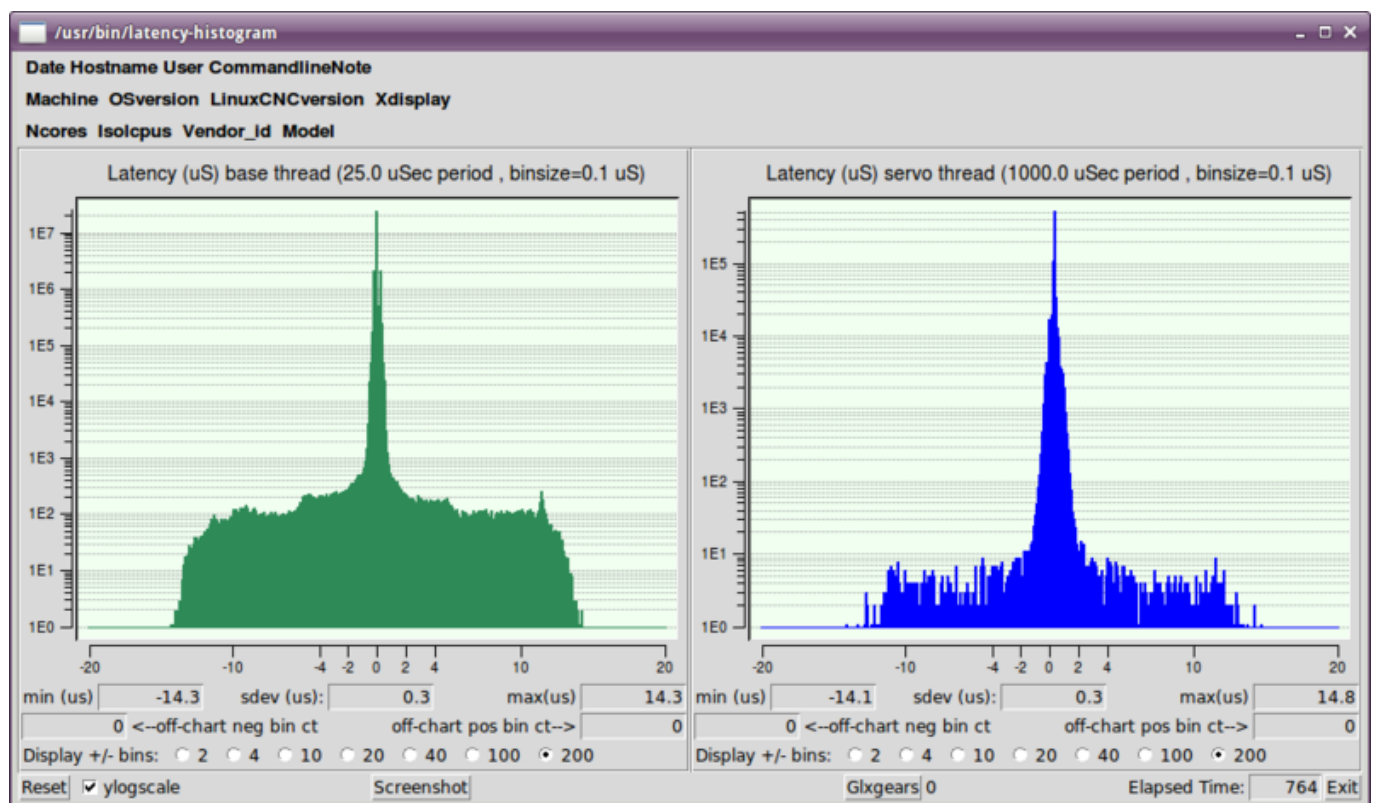 /usr/bin/latency-histogram
Date Hostname User CommandlineNote
Machine OSversion LinuxCNCversion Xdisplay
Ncores Isolcpus Vendor_id Model
Latency (uS) base thread (25.0 uSec period , binsize=0.1 uS)
1E7
1E6
1E5
1E4
1E3
1E2
1E1
1E0
-20 -10 -4 -2 0 2 4 10 20
min (us) -14.3 sdev (us): 0.3 max(us) 14.3
0 <--off-chart neg bin ct off-chart pos bin ct--> 0
Display +/- bins: 2 4 10 20 40 100 200
Latency (uS) servo thread (1000.0 uSec period , binsize=0.1 uS)
1E5
1E4
1E3
1E2
1E1
1E0
-20 -10 -4 -2 0 2 4 10 20
min (us) -14.1 sdev (us): 0.3 max(us) 14.8
0 <--off-chart neg bin ct off-chart pos bin ct--> 0
Display +/- bins: 2 4 10 20 40 100 200
Reset ylogscale Screenshot Glxgears 0 Elapsed Time: 764 Exit